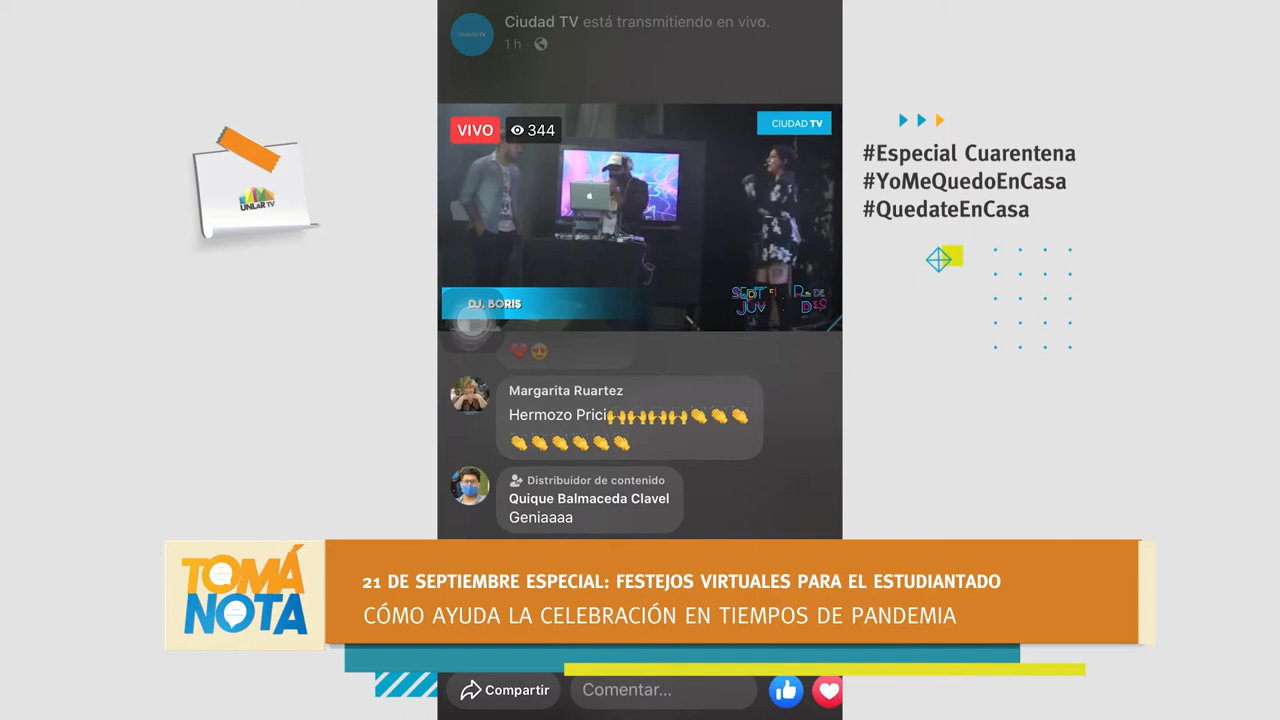 Ciudad TV está transmitiendo en vivo.
1 h
VIVO
344
CIUDAD TV
UNLAR TV
#Especial Cuarentena
#YoMeQuedoEnCasa
#QuedateEnCasa
DJ. BORIS
Margarita Ruartez
Hermozo Prici
Distribuidor de contenido
Quique Balmaceda Clavel
Geniaaaa
TOMÁ
NOTA
21 DE SEPTIEMBRE ESPECIAL: FESTEJOS VIRTUALES PARA EL ESTUDIANTADO
CÓMO AYUDA LA CELEBRACIÓN EN TIEMPOS DE PANDEMIA
Compartir
Comentar...